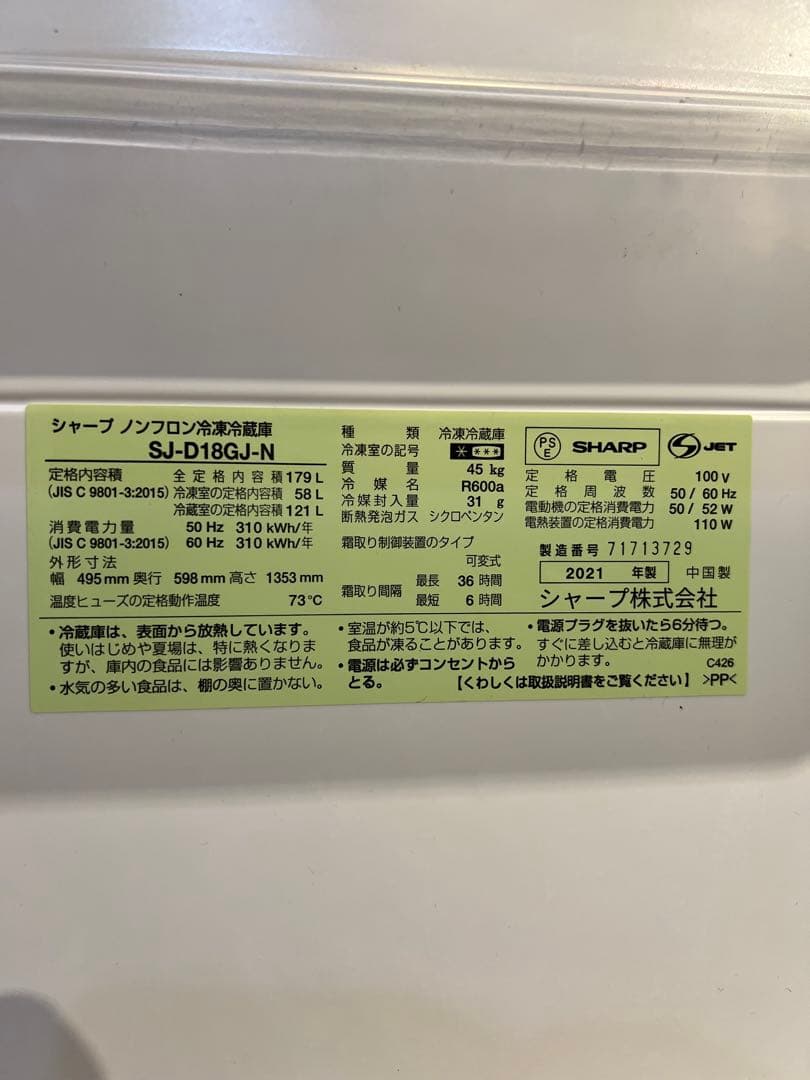 シャープ ノンフロン冷凍冷蔵庫
SJ-D18GJ-N
定格内容積 全定格内容積 179 L
(JIS C 9801-3:2015) 冷凍室の定格内容積 58 L
冷蔵室の定格内容積 121 L
消費電力量 50 Hz 310 kWh/年
(JIS C 9801-3:2015) 60 Hz 310 kWh/年
外形寸法
幅 495 mm 奥行 598 mm 高さ 1353 mm
温度ヒューズの定格動作温度 73℃
種類 冷凍冷蔵庫
冷凍室の記号 ****
質量 45 kg
冷媒名 R600a
冷媒封入量 31 g
断熱発泡ガス シクロペンタン
霜取り制御装置のタイプ
可変式
霜取り間隔 最長 36 時間
最短 6 時間
PSE SHARP JET
定格電圧 100 V
定格周波数 50 / 60 Hz
電動機の定格消費電力 50 / 52 W
電熱装置の定格消費電力 110 W
製造番号 71713729
2021 年製 中国製
シャープ株式会社
・冷蔵庫は、表面から放熱しています。
使いはじめや夏場は、特に熱くなりま
すが、庫内の食品には影響ありません。
・水気の多い食品は、棚の奥に置かない。
・室温が約5℃以下では、
食品が凍ることがあります。
・電源は必ずコンセントから
とる。
・電源プラグを抜いたら6分待つ。
すぐに差し込むと冷蔵庫に無理が
かかります。 C426
【くわしくは取扱説明書をご覧ください】 >PP<